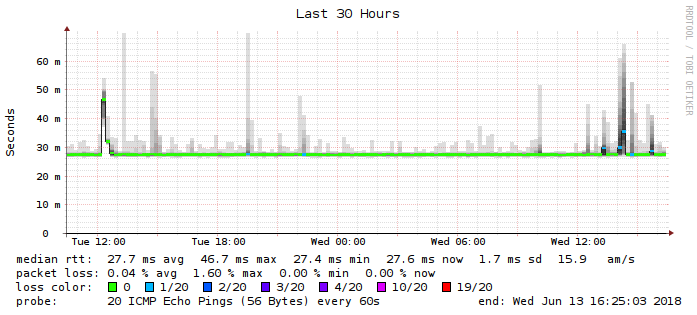 Last 30 Hours
RRDTOOL / TOBI OETIKER
Seconds
60 m
50 m
40 m
30 m
20 m
10 m
0
Tue 12:00 Tue 18:00 Wed 00:00 Wed 06:00 Wed 12:00
median rtt: 27.7 ms avg 46.7 ms max 27.4 ms min 27.6 ms now 1.7 ms sd 15.9 am/s
packet loss: 0.04 % avg 1.60 % max 0.00 % min 0.00 % now
loss color: 0 1/20 2/20 3/20 4/20 10/20 19/20
probe: 20 ICMP Echo Pings (56 Bytes) every 60s end: Wed Jun 13 16:25:03 2018